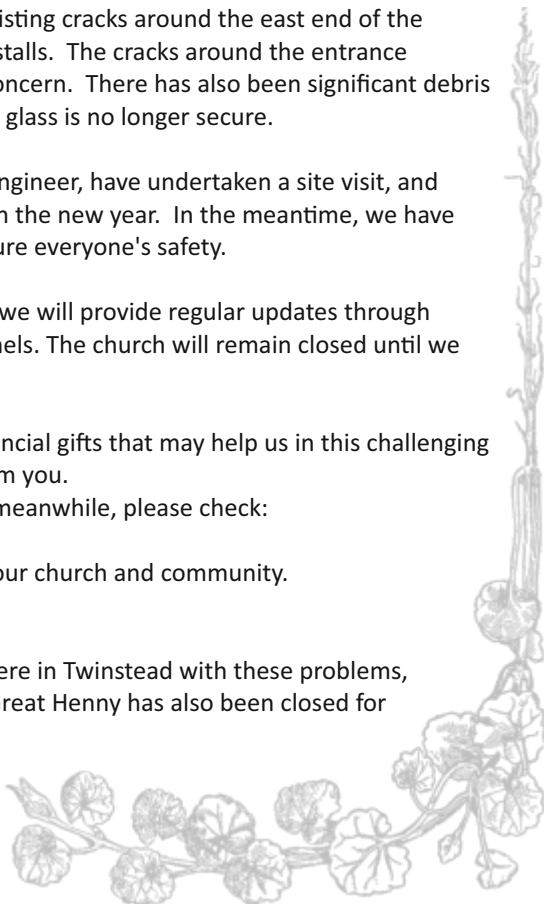 isting cracks around the east end of the
stalls. The cracks around the entrance
oncern. There has also been significant debris
glass is no longer secure.
ngineer, have undertaken a site visit, and
n the new year. In the meantime, we have
ure everyone's safety.
we will provide regular updates through
nels. The church will remain closed until we
ncial gifts that may help us in this challenging
m you.
meanwhile, please check:
our church and community.
ere in Twinstead with these problems,
Great Henny has also been closed for